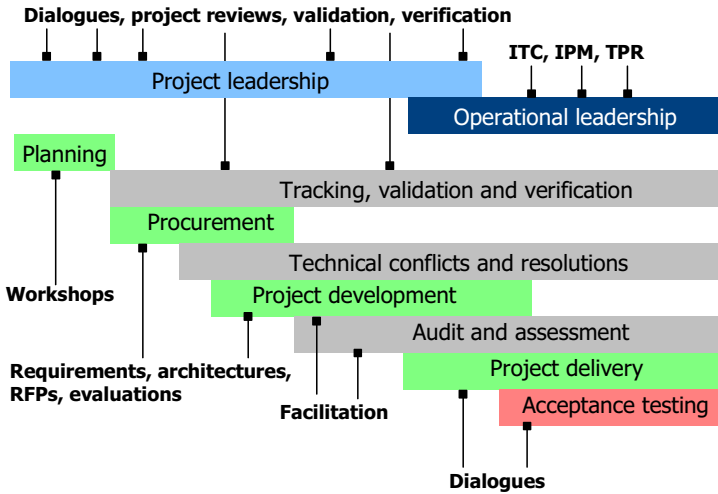 Dialogues, project reviews, validation, verification
ITC, IPM, TPR
Project leadership
Operational leadership
Planning
Tracking, validation and verification
Procurement
Technical conflicts and resolutions
Workshops
Project development
Audit and assessment
Requirements, architectures,
RFPs, evaluations
Project delivery
Facilitation
Acceptance testing
Dialogues